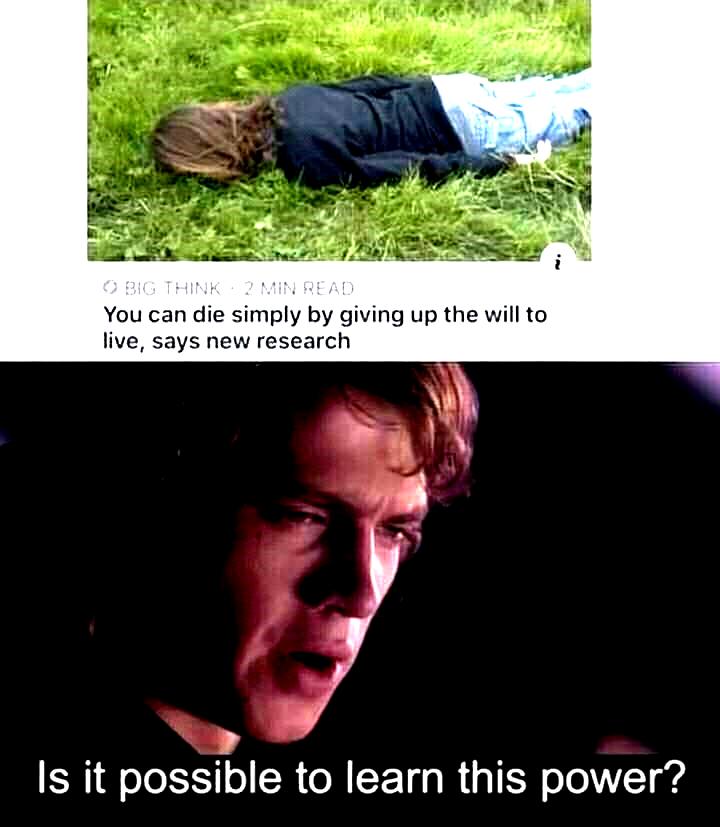 BIG THINK · 2 MIN READ
You can die simply by giving up the will to
live, says new research
Is it possible to learn this power?